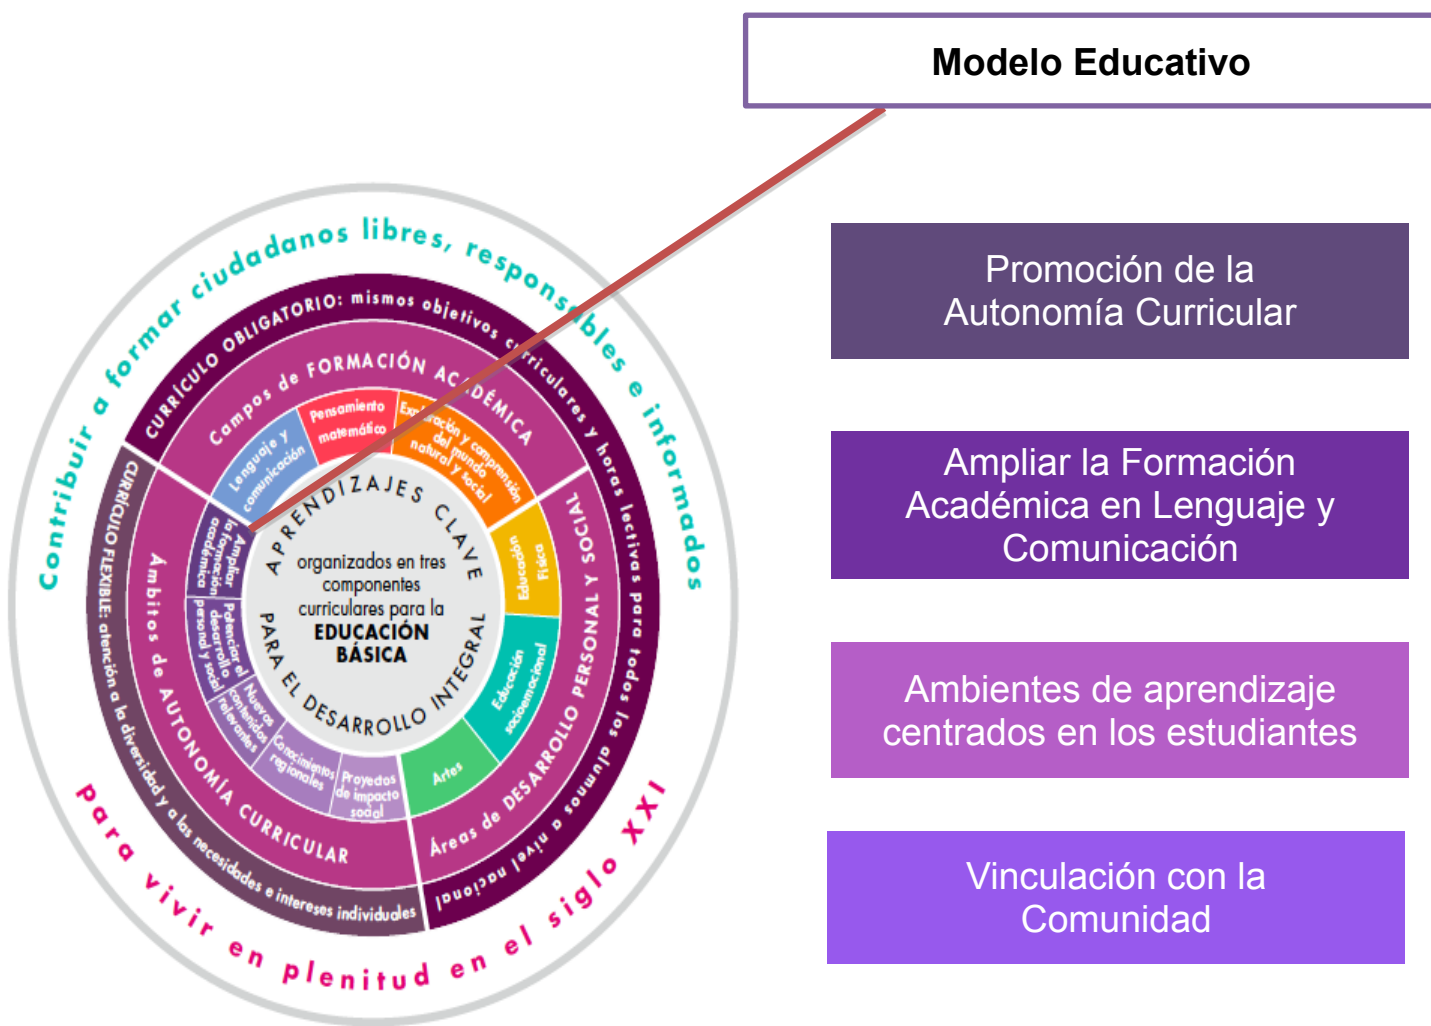 Modelo Educativo
Contribuir a formar ciudadanos libres, responsables e informados
para vivir en plenitud en el siglo XXI
CURRÍCULO OBLIGATORIO: mismos objetivos curriculares y horas lectivas para todos los alumnos a nivel nacional
CURRÍCULO FLEXIBLE: atención a la diversidad y a las necesidades e intereses individuales
Campos de FORMACIÓN ACADÉMICA
Lenguaje y
comunicación
Pensamiento
matemático
Exploración y comprensión
del mundo
natural y social
Áreas de DESARROLLO PERSONAL Y SOCIAL
Educación
Física
Educación
socioemocional
Artes
Ámbitos de AUTONOMÍA CURRICULAR
Ampliar
la formación
académica
Potenciar el
desarrollo
personal y social
Nuevos
contenidos
relevantes
Conocimientos
regionales
Proyectos
de impacto
social
APRENDIZAJES CLAVE
organizados en tres
componentes
curriculares para la
EDUCACIÓN
BÁSICA
PARA EL DESARROLLO INTEGRAL
Promoción de la
Autonomía Curricular
Ampliar la Formación
Académica en Lenguaje y
Comunicación
Ambientes de aprendizaje
centrados en los estudiantes
Vinculación con la
Comunidad